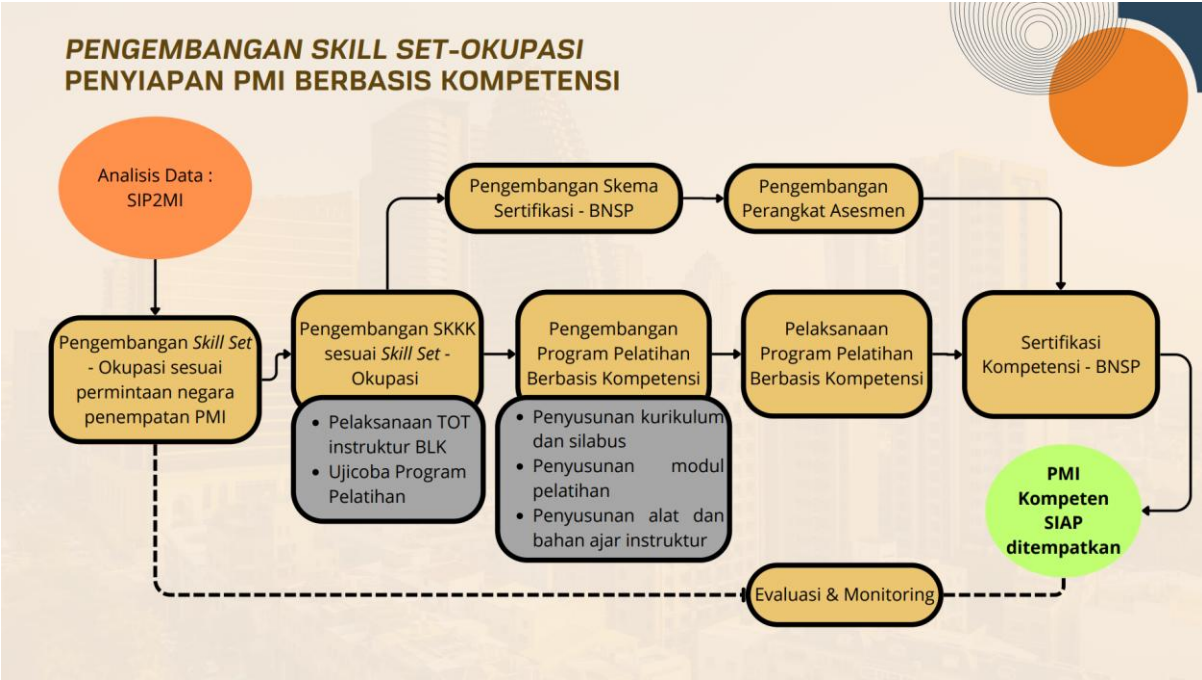 PENGEMBANGAN SKILL SET-OKUPASI
PENYIAPAN PMI BERBASIS KOMPETENSI
Analisis Data :
SIP2MI
Pengembangan Skema
Sertifikasi - BNSP
Pengembangan
Perangkat Asesmen
Pengembangan Skill Set
- Okupasi sesuai
permintaan negara
penempatan PMI
Pengembangan SKKK
sesuai Skill Set -
Okupasi
• Pelaksanaan TOT
instruktur BLK
• Ujicoba Program
Pelatihan
Pengembangan
Program Pelatihan
Berbasis Kompetensi
• Penyusunan kurikulum
dan silabus
• Penyusunan modul
pelatihan
• Penyusunan alat dan
bahan ajar instruktur
Pelaksanaan
Program Pelatihan
Berbasis Kompetensi
Sertifikasi
Kompetensi - BNSP
PMI
Kompeten
SIAP
ditempatkan
Evaluasi & Monitoring